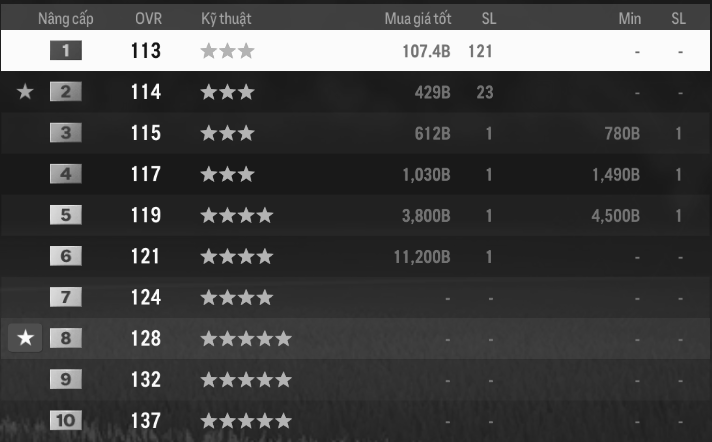 Nâng cấp OVR Kỹ thuật Mua giá tốt SL Min SL
1 113 ★★★ 107.4B 121 - -
★ 2 114 ★★★ 429B 23 - -
3 115 ★★★ 612B 1 780B 1
4 117 ★★★ 1,030B 1 1,490B 1
5 119 ★★★★ 3,800B 1 4,500B 1
6 121 ★★★★ 11,200B 1 - -
7 124 ★★★★ - - - -
★ 8 128 ★★★★★ - - - -
9 132 ★★★★★ - - - -
10 137 ★★★★★ - - - -